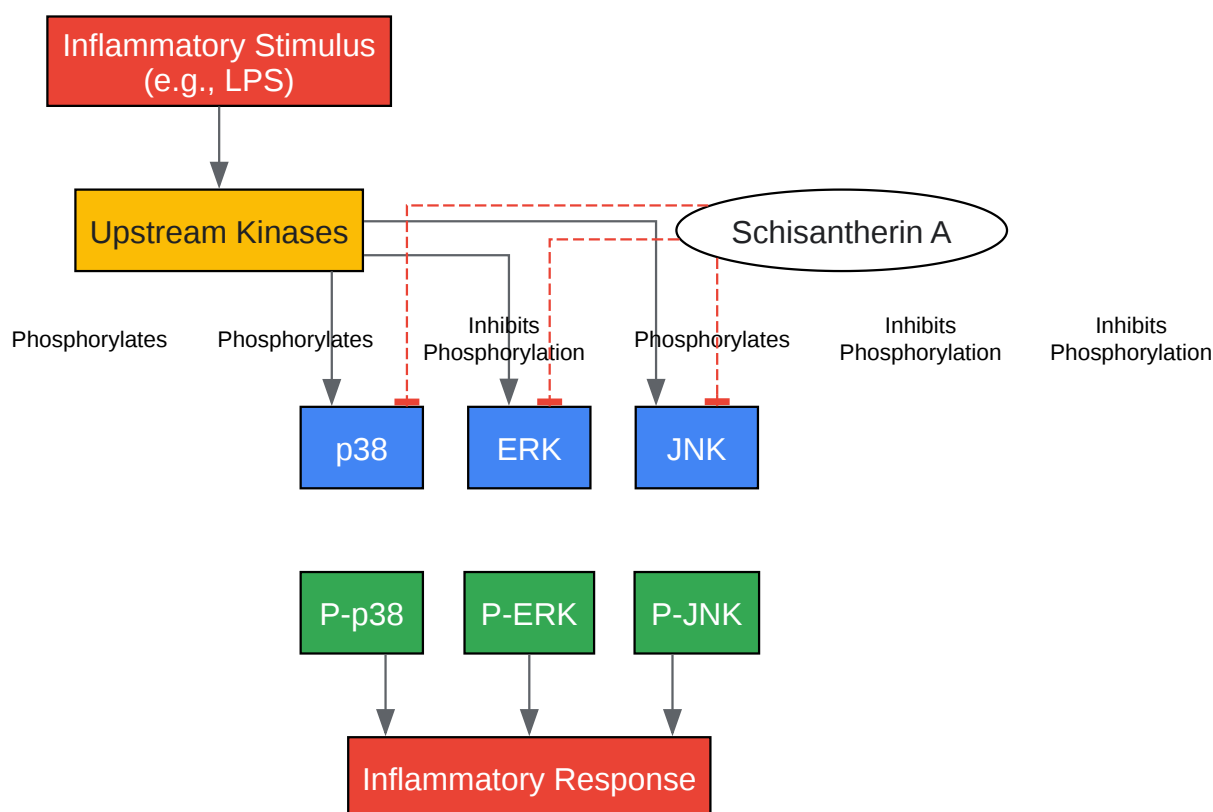 Inflammatory Stimulus
(e.g., LPS)
Upstream Kinases
Schisantherin A
Phosphorylates
Phosphorylates
Inhibits
Phosphorylation
Phosphorylates
Inhibits
Phosphorylation
Inhibits
Phosphorylation
p38
ERK
JNK
P-p38
P-ERK
P-JNK
Inflammatory Response